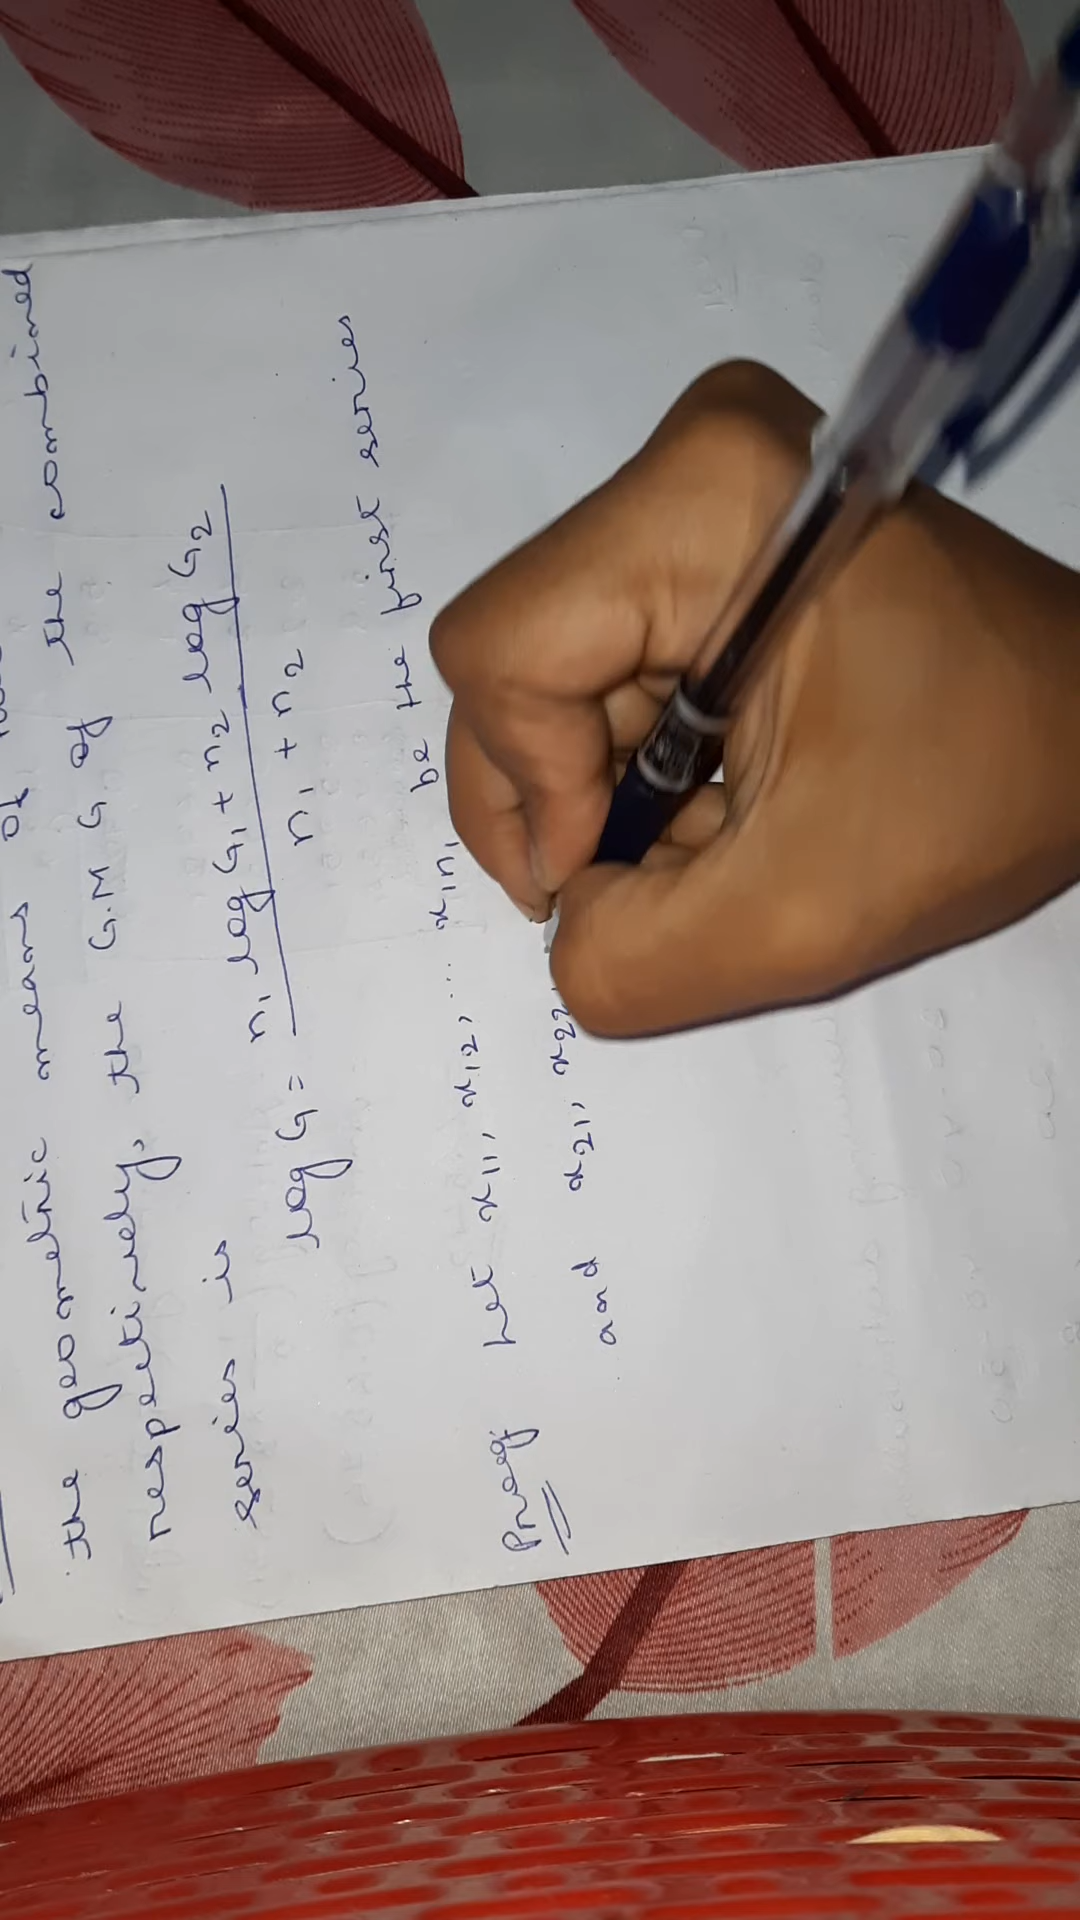 means of
the geometric
respectively, the G.M G of the combined
series is
log G = n₁ log G₁ + n₂ log G₂
n₁ + n₂
Proof Let x₁₁, x₁₂, ... x₁n₁ be the first series
and x₂₁, x₂₂,